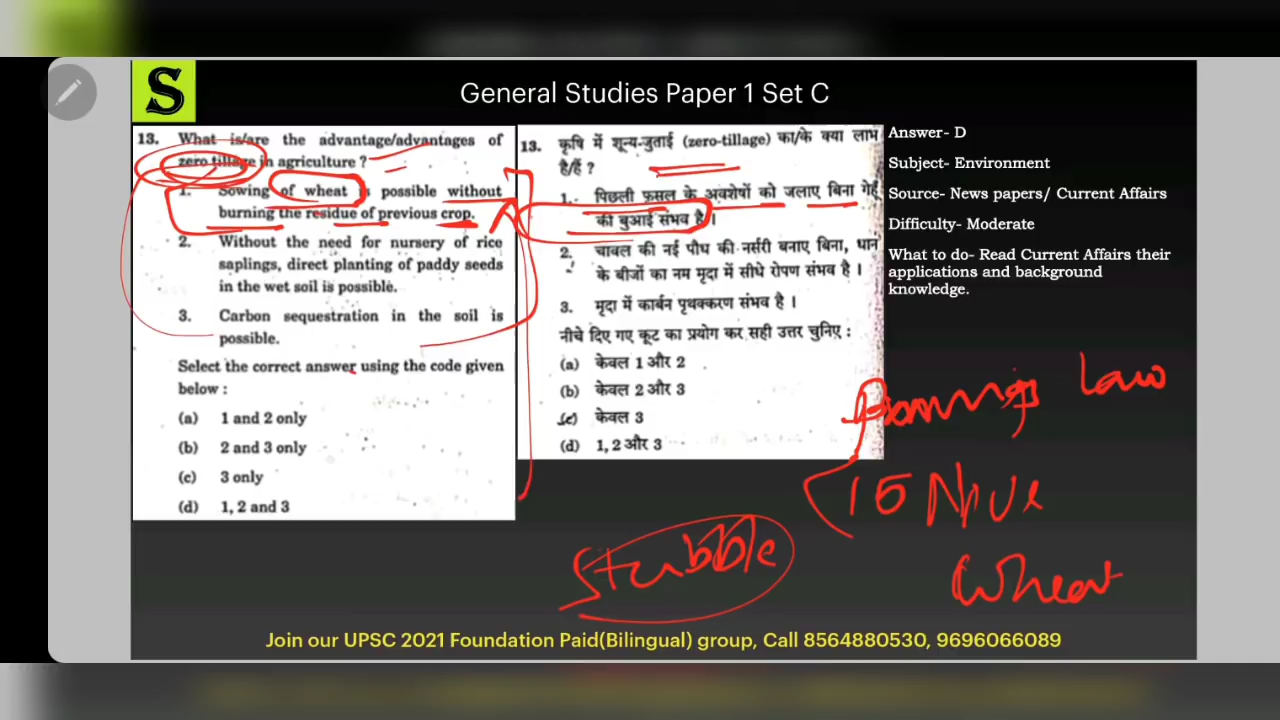 S
General Studies Paper 1 Set C
13. What is/are the advantage/advantages of
zero tillage in agriculture ?
1. Sowing of wheat is possible without
burning the residue of previous crop.
2. Without the need for nursery of rice
saplings, direct planting of paddy seeds
in the wet soil is possible.
3. Carbon sequestration in the soil is
possible.
Select the correct answer using the code given
below :
(a) 1 and 2 only
(b) 2 and 3 only
(c) 3 only
(d) 1, 2 and 3
13. कृषि में शून्य-जुताई (zero-tillage) का/के क्या लाभ
है/हैं ?
1. पिछली फ़सल के अवशेषों को जलाए बिना गेहूँ
की बुआई संभव है ।
2. चावल की नई पौध की नर्सरी बनाए बिना, धान
के बीजों का नम मृदा में सीधे रोपण संभव है ।
3. मृदा में कार्बन पृथक्करण संभव है ।
नीचे दिए गए कूट का प्रयोग कर सही उत्तर चुनिए :
(a) केवल 1 और 2
(b) केवल 2 और 3
(c) केवल 3
(d) 1, 2 और 3
Answer- D
Subject- Environment
Source- News papers/ Current Affairs
Difficulty- Moderate
What to do- Read Current Affairs their
applications and background
knowledge.
Law
15 Nov
Wheat
Stubble
Join our UPSC 2021 Foundation Paid(Bilingual) group, Call 8564880530, 9696066089